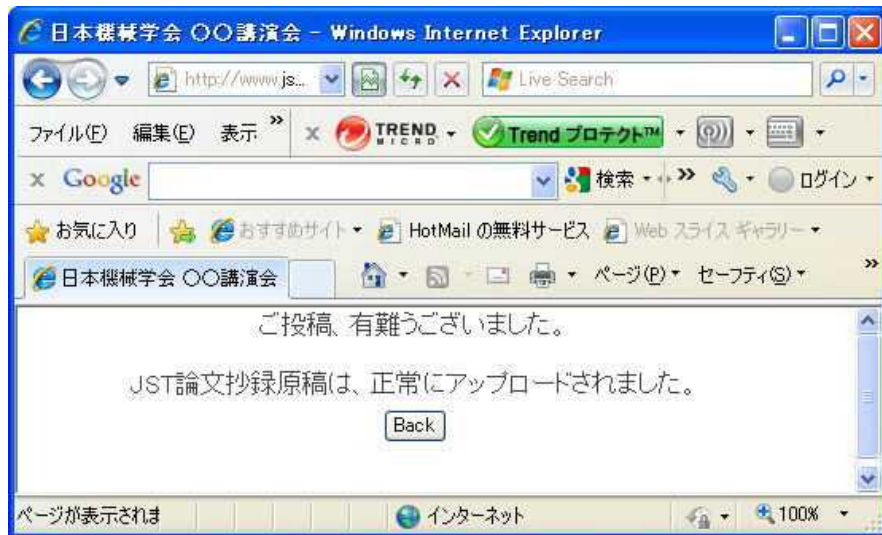 日本機械学会 〇〇講演会 - Windows Internet Explorer
http://www.js... Live Search
ファイル(F) 編集(E) 表示 » x TREND MICRO Trend プロテクト™
x Google 検索 » ログイン
お気に入り おすすめサイト HotMail の無料サービス Web スライス ギャラリー
日本機械学会 〇〇講演会 ページ(P) セーフティ(S) »
ご投稿、有難うございました。
JST論文抄録原稿は、正常にアップロードされました。
Back
ページが表示されま インターネット 100%